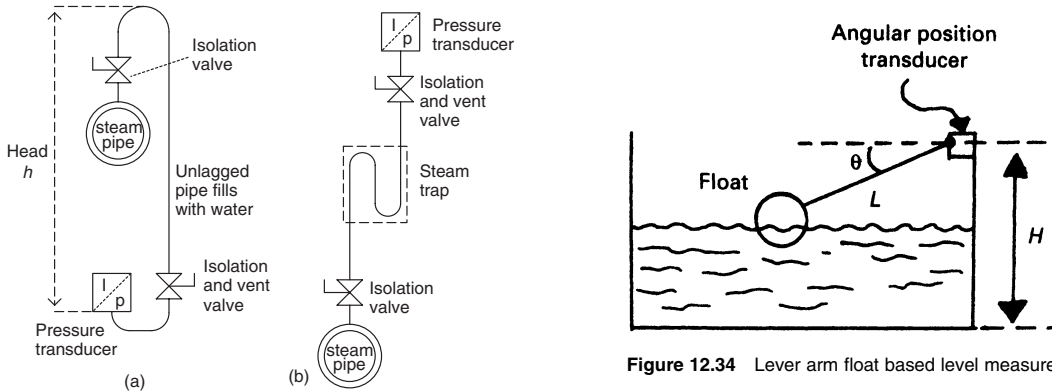 Isolation
valve
steam
pipe
Head
h
Unlagged
pipe fills
with water
I
p
Isolation
and vent
valve
Pressure
transducer
(a)
I
p
Pressure
transducer
Isolation
and vent
valve
Steam
trap
Isolation
valve
steam
pipe
(b)
Angular position
transducer
θ
Float
L
H
Figure 12.34 Lever arm float based level measure